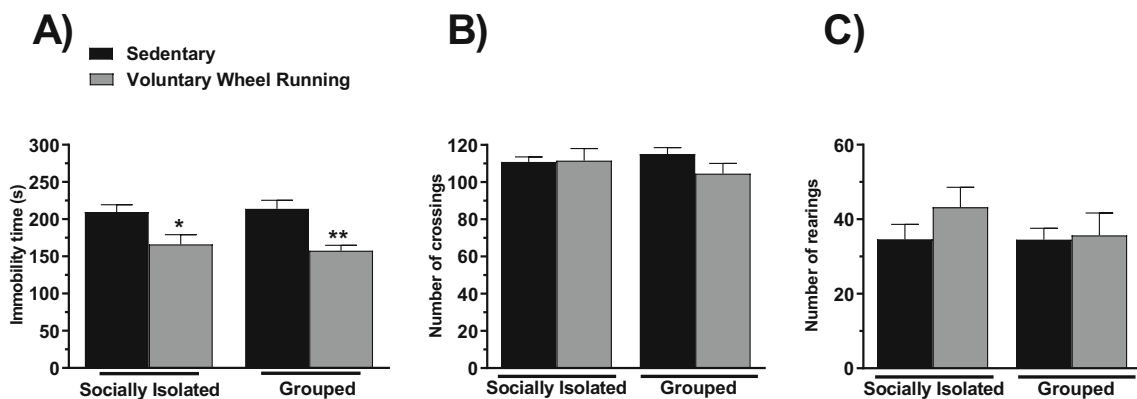 A)
B)
C)
Sedentary
Voluntary Wheel Running
Immobility time (s)
300
250
200
150
100
50
0
*
**
Socially Isolated
Grouped
Number of crossings
120
100
80
60
40
20
0
Socially Isolated
Grouped
Number of rearings
60
40
20
0
Socially Isolated
Grouped